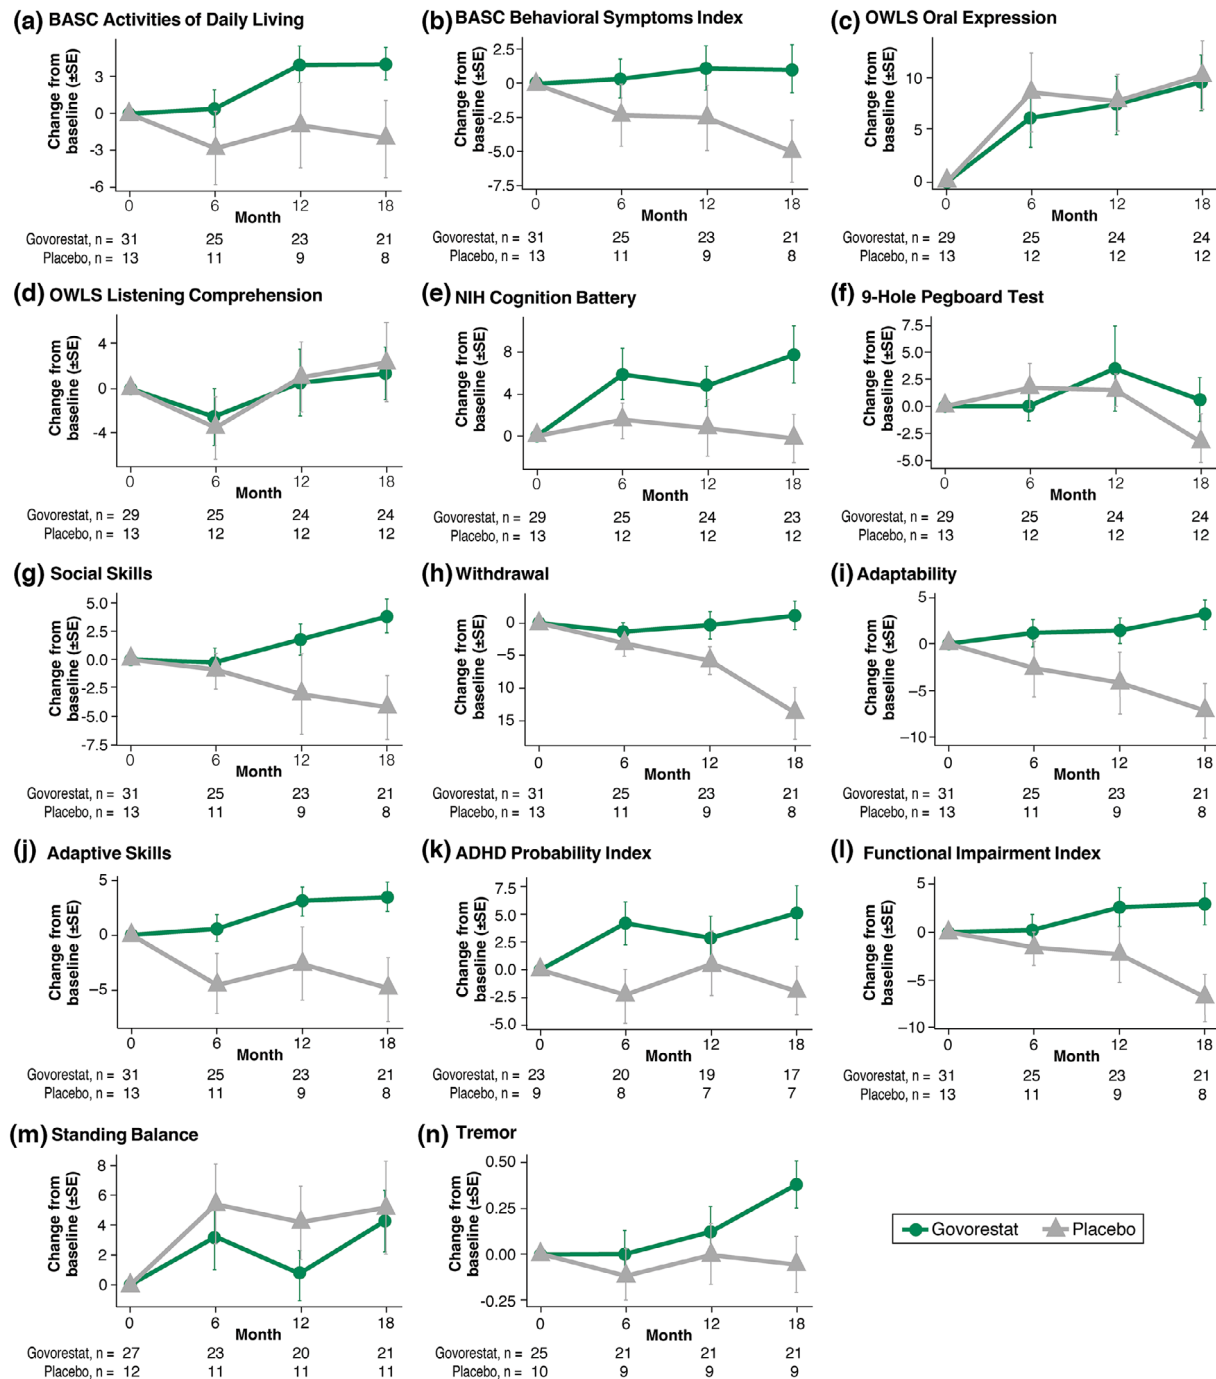 (a) BASC Activities of Daily Living
Change from baseline (±SE)
3
0
-3
-6
0 6 12 18
Month
Govorestat, n = 31 25 23 21
Placebo, n = 13 11 9 8
(b) BASC Behavioral Symptoms Index
Change from baseline (±SE)
2.5
0
-2.5
-5.0
-7.5
0 6 12 18
Month
Govorestat, n = 31 25 23 21
Placebo, n = 13 11 9 8
(c) OWLS Oral Expression
Change from baseline (±SE)
10
5
0
0 6 12 18
Month
Govorestat, n = 29 25 24 24
Placebo, n = 13 12 12 12
(d) OWLS Listening Comprehension
Change from baseline (±SE)
4
0
-4
0 6 12 18
Month
Govorestat, n = 29 25 24 24
Placebo, n = 13 12 12 12
(e) NIH Cognition Battery
Change from baseline (±SE)
8
4
0
0 6 12 18
Month
Govorestat, n = 29 25 24 23
Placebo, n = 13 12 12 12
(f) 9-Hole Pegboard Test
Change from baseline (±SE)
7.5
5.0
2.5
0.0
-2.5
-5.0
0 6 12 18
Month
Govorestat, n = 29 25 24 24
Placebo, n = 13 12 12 12
(g) Social Skills
Change from baseline (±SE)
5.0
2.5
0.0
-2.5
-5.0
-7.5
0 6 12 18
Month
Govorestat, n = 31 25 23 21
Placebo, n = 13 11 9 8
(h) Withdrawal
Change from baseline (±SE)
0
−5
10
15
0 6 12 18
Month
Govorestat, n = 31 25 23 21
Placebo, n = 13 11 9 8
(i) Adaptability
Change from baseline (±SE)
5
0
−5
−10
0 6 12 18
Month
Govorestat, n = 31 25 23 21
Placebo, n = 13 11 9 8
(j) Adaptive Skills
Change from baseline (±SE)
5
0
−5
0 6 12 18
Month
Govorestat, n = 31 25 23 21
Placebo, n = 13 11 9 8
(k) ADHD Probability Index
Change from baseline (±SE)
7.5
5.0
2.5
0.0
-2.5
-5.0
0 6 12 18
Month
Govorestat, n = 23 20 19 17
Placebo, n = 9 8 7 7
(l) Functional Impairment Index
Change from baseline (±SE)
5
0
−5
−10
0 6 12 18
Month
Govorestat, n = 31 25 23 21
Placebo, n = 13 11 9 8
(m) Standing Balance
Change from baseline (±SE)
8
6
4
2
0
0 6 12 18
Month
Govorestat, n = 27 23 20 21
Placebo, n = 12 11 11 11
(n) Tremor
Change from baseline (±SE)
0.50
0.25
0.00
-0.25
0 6 12 18
Month
Govorestat, n = 25 21 21 21
Placebo, n = 10 9 9 9
Govorestat Placebo